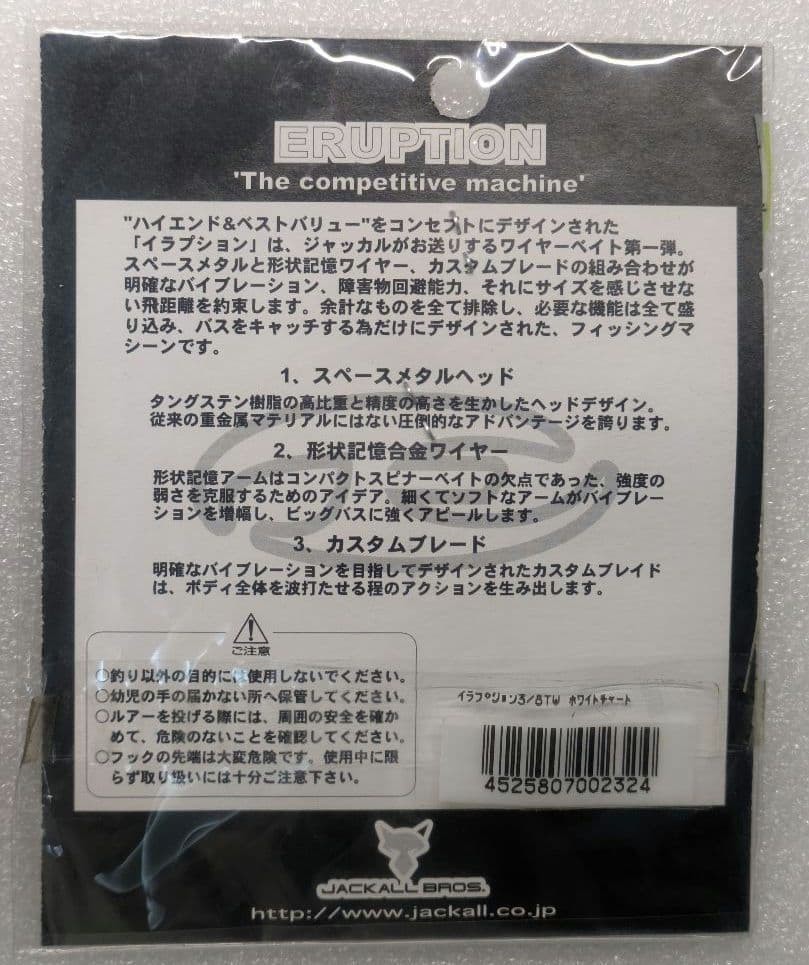 ERUPTION
'The competitive machine'
"ハイエンド&ベストバリュー"をコンセプトにデザインされた
「イラプション」は、ジャッカルがお送りするワイヤーベイト第一弾。
スペースメタルと形状記憶ワイヤー、カスタムブレードの組み合わせが
明確なバイブレーション、障害物回避能力、それにサイズを感じさせな
い飛距離を約束します。余計なものを全て排除し、必要な機能は全て盛
り込み、バスをキャッチする為だけにデザインされた、フィッシングマ
シーンです。
1、スペースメタルヘッド
タングステン樹脂の高比重と精度の高さを生かしたヘッドデザイン。
従来の重金属マテリアルにはない圧倒的なアドバンテージを誇ります。
2、形状記憶合金ワイヤー
形状記憶アームはコンパクトスピナーベイトの欠点であった、強度の
弱さを克服するためのアイデア。細くてソフトなアームがバイブレー
ションを増幅し、ビッグバスに強くアピールします。
3、カスタムブレード
明確なバイブレーションを目指してデザインされたカスタムブレイド
は、ボディ全体を波打たせる程のアクションを生み出します。
ご注意
○釣り以外の目的には使用しないでください。
○幼児の手の届かない所へ保管してください。
○ルアーを投げる際には、周囲の安全を確か
めて、危険のないことを確認してください。
○フックの先端は大変危険です。使用中に限
らず取り扱いには十分ご注意下さい。
イラプション3/8TW ホワイトチャート
4525807002324
JACKALL BROS.
http://www.jackall.co.jp